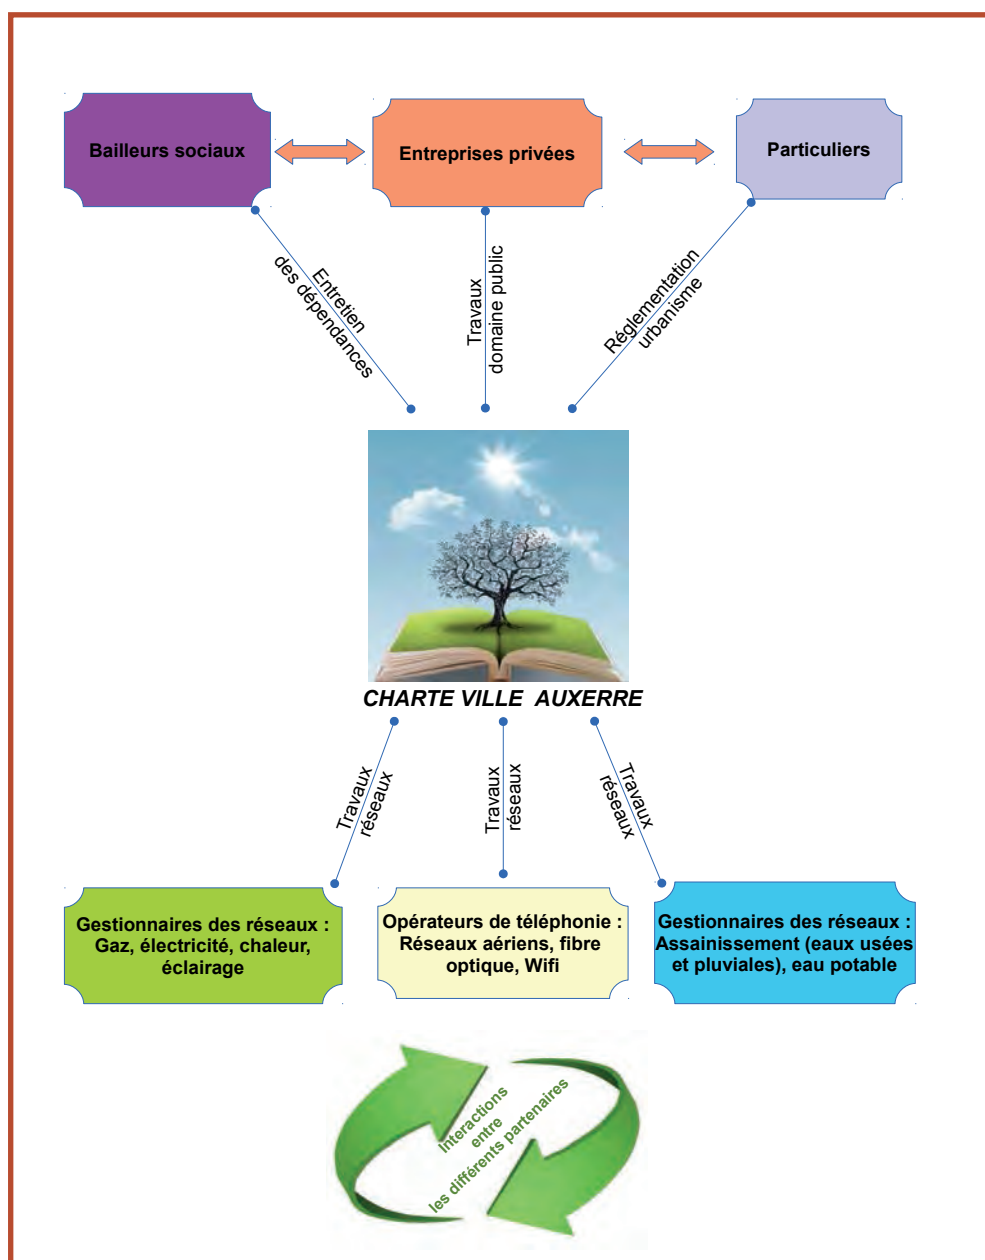 Bailleurs sociaux
Entreprises privées
Particuliers
Entretien
des dépendances
Travaux
domaine public
Réglementation
urbanisme
CHARTE VILLE AUXERRE
Travaux
réseaux
Travaux
réseaux
Travaux
réseaux
Gestionnaires des réseaux :
Gaz, électricité, chaleur,
éclairage
Opérateurs de téléphonie :
Réseaux aériens, fibre
optique, Wifi
Gestionnaires des réseaux :
Assainissement (eaux usées
et pluviales), eau potable
Interactions
entre
les différents partenaires